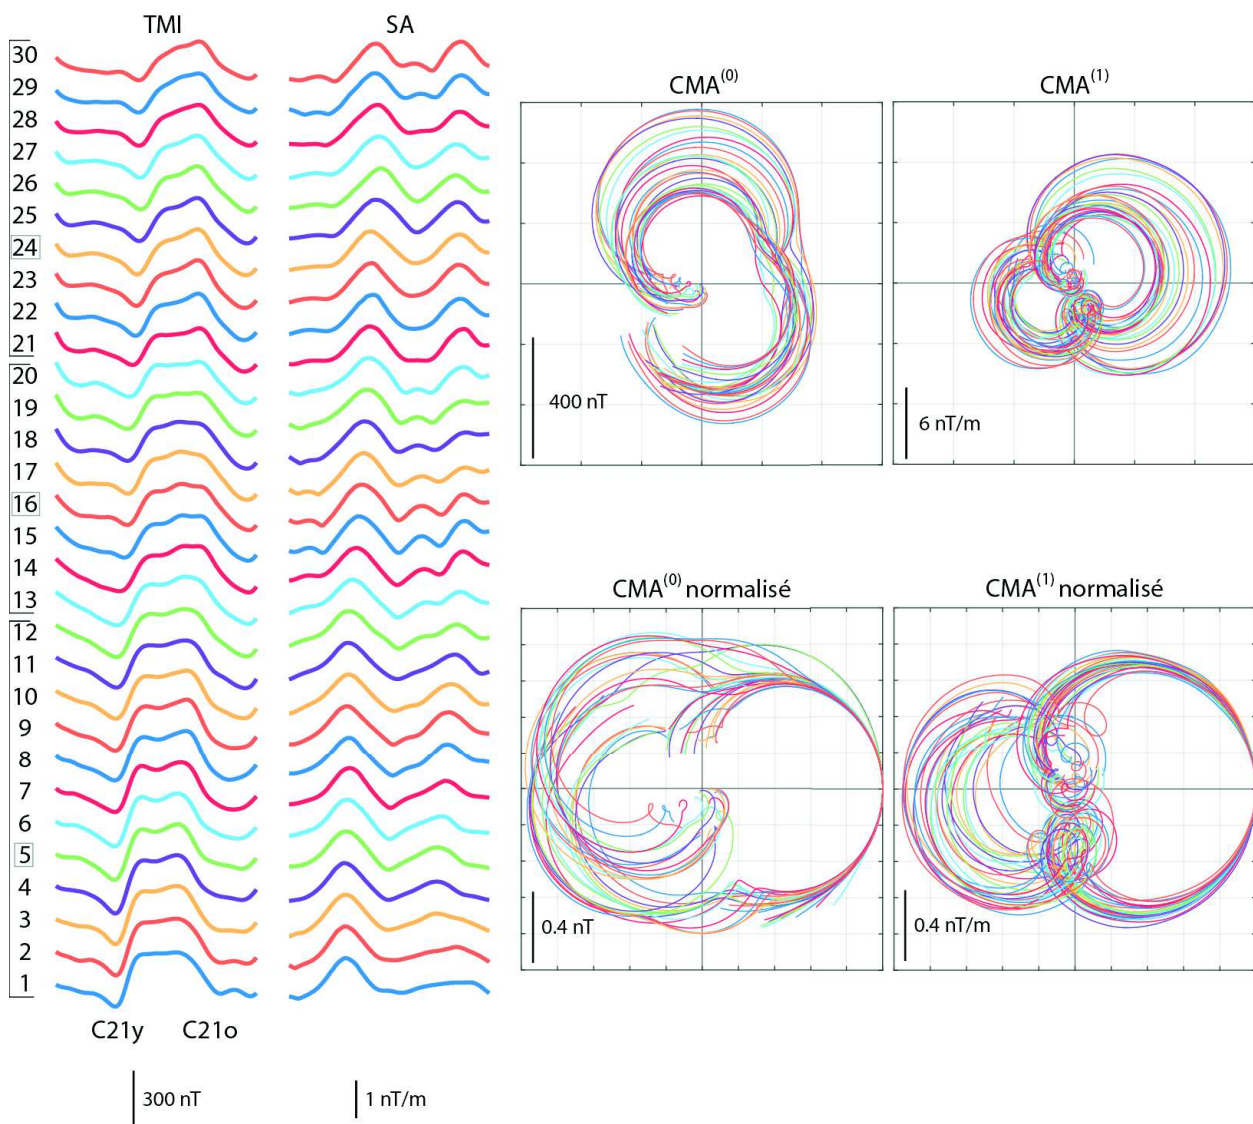 TMI
SA
30
29
28
27
26
25
24
23
22
21
20
19
18
17
16
15
14
13
12
11
10
9
8
7
6
5
4
3
2
1
C21y
C21o
300 nT
1 nT/m
CMA(0)
CMA(1)
400 nT
6 nT/m
CMA(0) normalisé
CMA(1) normalisé
0.4 nT
0.4 nT/m